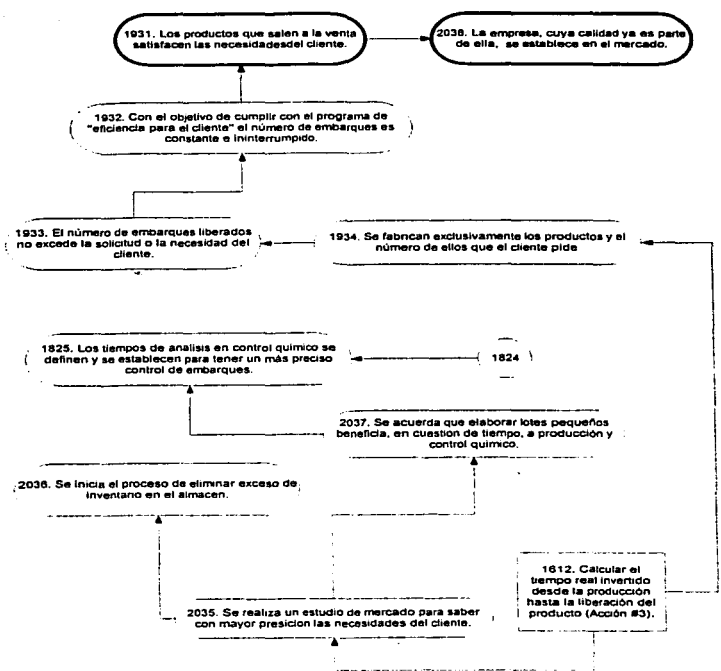 1931. Los productos que salen a la venta
satisfacen las necesidadesdel cliente.
2038. La empresa, cuya calidad ya es parte
de ella, se establece en el mercado.
1932. Con el objetivo de cumplir con el programa de
"eficiencia para el cliente" el número de embarques es
constante e ininterrumpido.
1933. El número de embarques liberados
no excede la solicitud o la necesidad del
cliente.
1934. Se fabrican exclusivamente los productos y el
número de ellos que el cliente pide
1825. Los tiempos de analisis en control quimico se
definen y se establecen para tener un más preciso
control de embarques.
1824
2037. Se acuerda que elaborar lotes pequeños
beneficia, en cuestion de tiempo, a producción y
control quimico.
2036. Se inicia el proceso de eliminar exceso de
inventario en el almacen.
1612. Calcular el
tiempo real invertido
desde la producción
hasta la liberación del
producto (Acción #3).
2035. Se realiza un estudio de mercado para saber
con mayor presicion las necesidades del cliente.